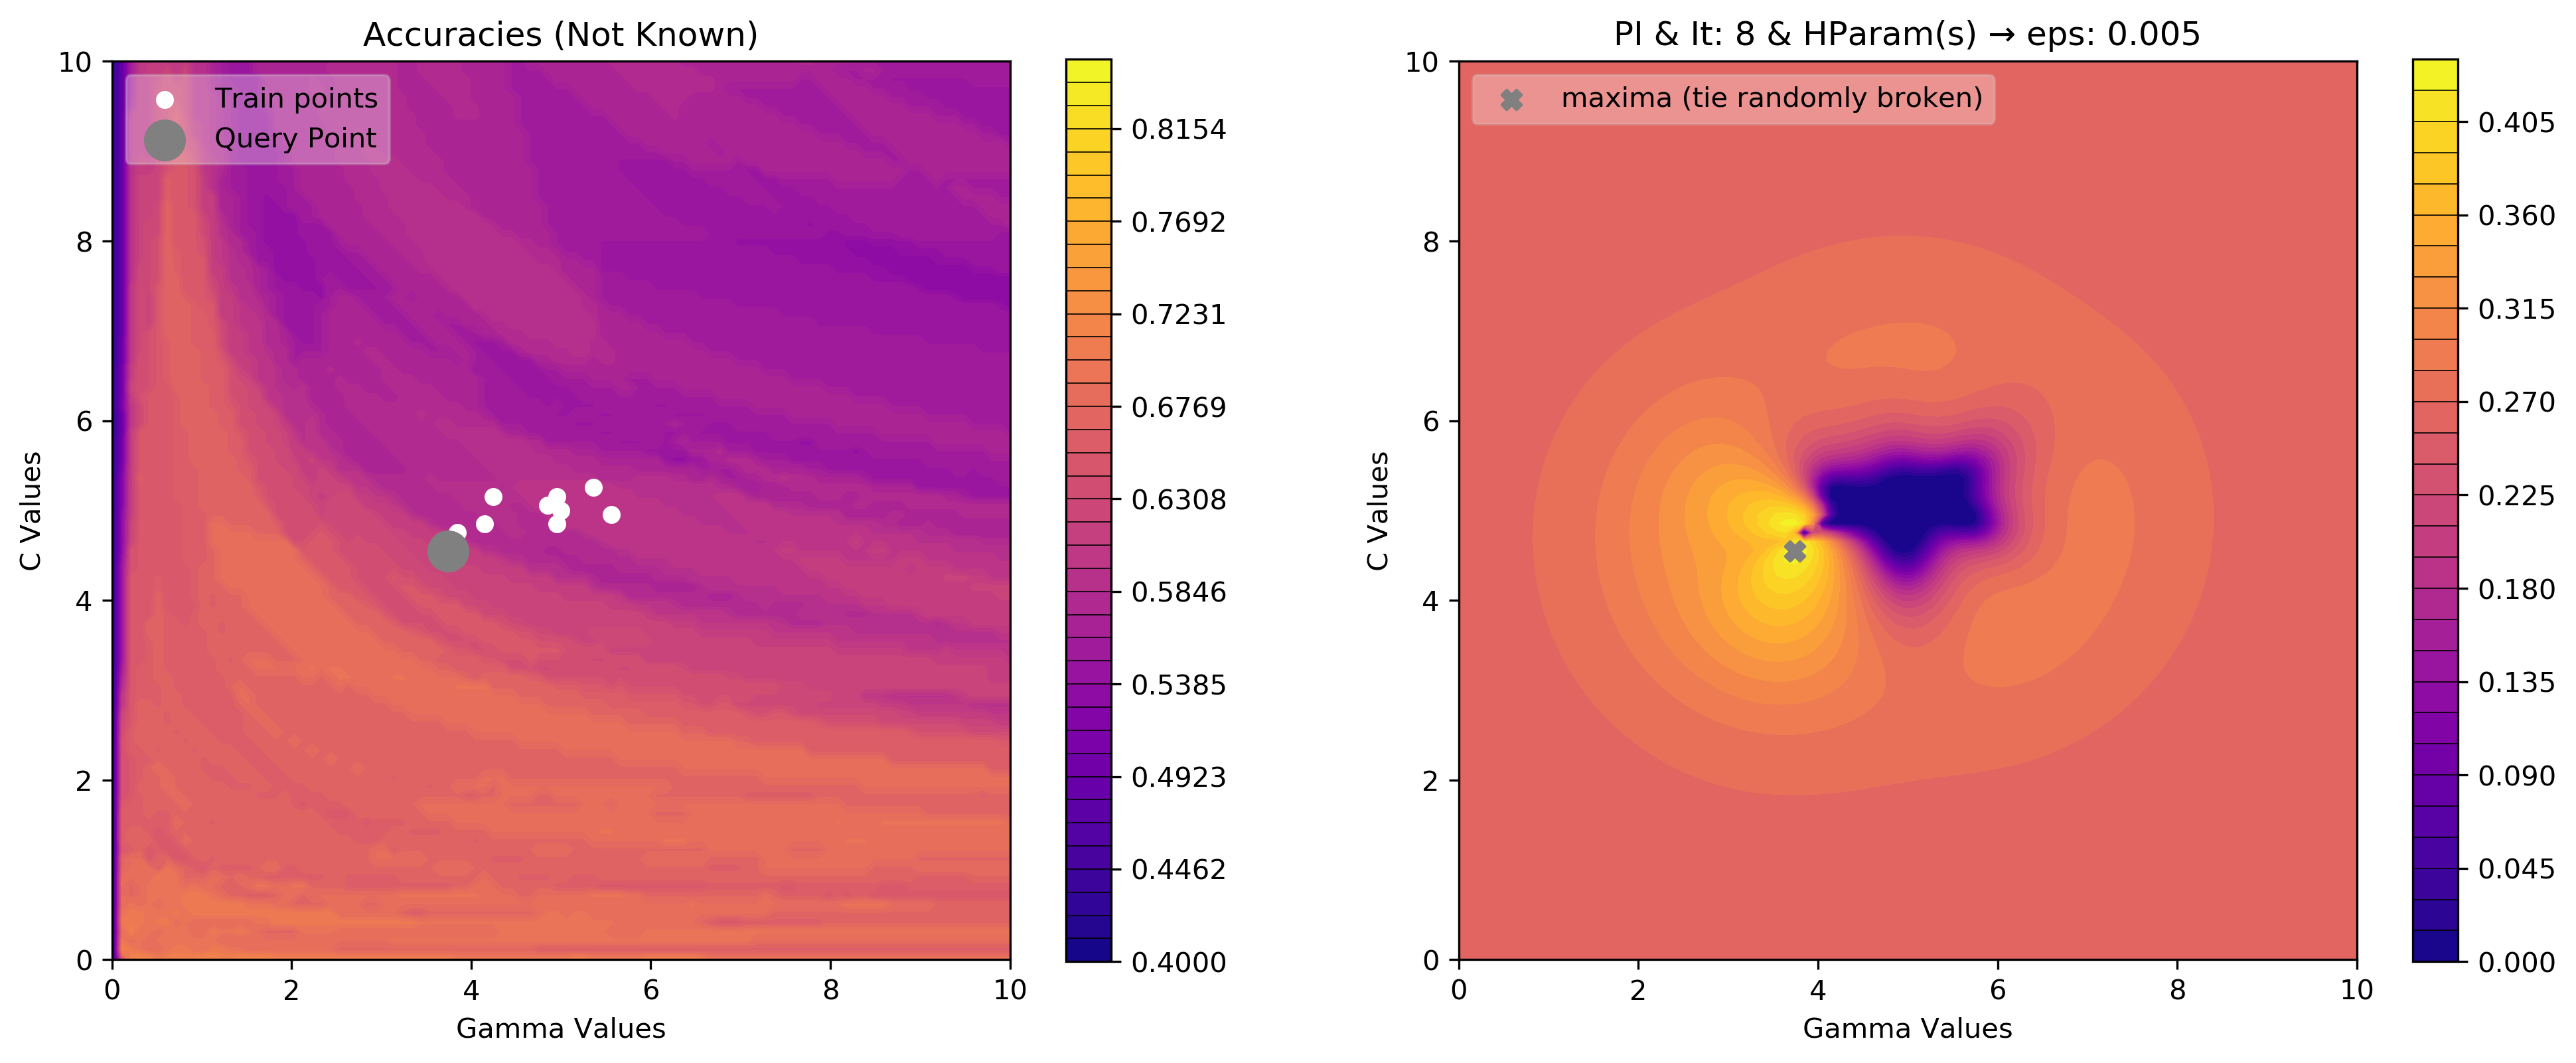 Accuracies (Not Known)
10
8
6
4
2
0
C Values
Train points
Query Point
0 2 4 6 8 10
Gamma Values
0.8154
0.7692
0.7231
0.6769
0.6308
0.5846
0.5385
0.4923
0.4462
0.4000
PI & It: 8 & HParam(s) → eps: 0.005
10
8
6
4
2
0
C Values
maxima (tie randomly broken)
0 2 4 6 8 10
Gamma Values
0.405
0.360
0.315
0.270
0.225
0.180
0.135
0.090
0.045
0.000